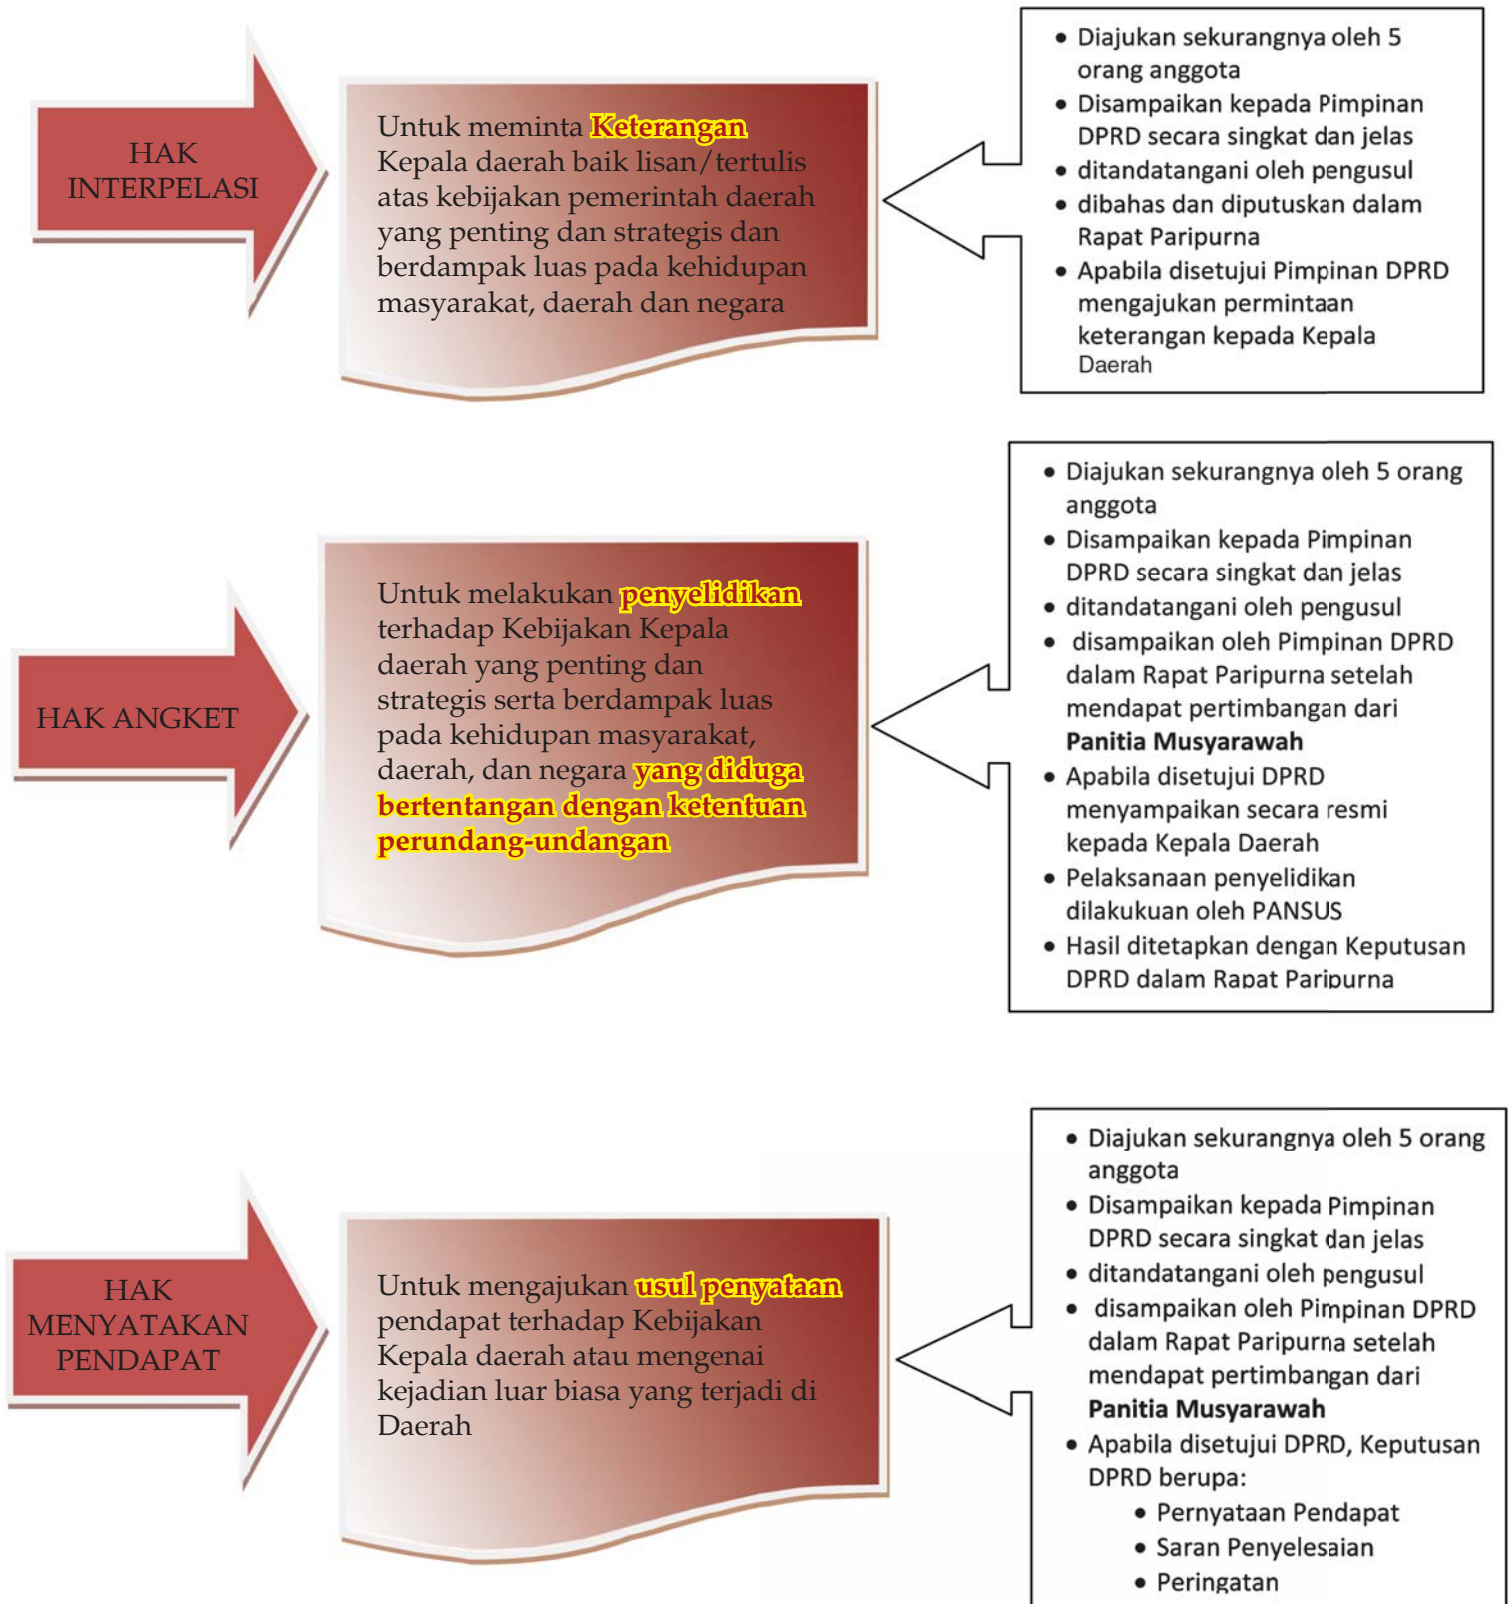 HAK
INTERPELASI
Untuk meminta Keterangan
Kepala daerah baik lisan/tertulis
atas kebijakan pemerintah daerah
yang penting dan strategis dan
berdampak luas pada kehidupan
masyarakat, daerah dan negara
• Diajukan sekurangnya oleh 5
orang anggota
• Disampaikan kepada Pimpinan
DPRD secara singkat dan jelas
• ditandatangani oleh pengusul
• dibahas dan diputuskan dalam
Rapat Paripurna
• Apabila disetujui Pimpinan DPRD
mengajukan permintaan
keterangan kepada Kepala
Daerah
HAK ANGKET
Untuk melakukan penyelidikan
terhadap Kebijakan Kepala
daerah yang penting dan
strategis serta berdampak luas
pada kehidupan masyarakat,
daerah, dan negara yang diduga
bertentangan dengan ketentuan
perundang-undangan
• Diajukan sekurangnya oleh 5 orang
anggota
• Disampaikan kepada Pimpinan
DPRD secara singkat dan jelas
• ditandatangani oleh pengusul
• disampaikan oleh Pimpinan DPRD
dalam Rapat Paripurna setelah
mendapat pertimbangan dari
Panitia Musyarawah
• Apabila disetujui DPRD
menyampaikan secara resmi
kepada Kepala Daerah
• Pelaksanaan penyelidikan
dilakukuan oleh PANSUS
• Hasil ditetapkan dengan Keputusan
DPRD dalam Rapat Paripurna
HAK
MENYATAKAN
PENDAPAT
Untuk mengajukan usul penyataan
pendapat terhadap Kebijakan
Kepala daerah atau mengenai
kejadian luar biasa yang terjadi di
Daerah
• Diajukan sekurangnya oleh 5 orang
anggota
• Disampaikan kepada Pimpinan
DPRD secara singkat dan jelas
• ditandatangani oleh pengusul
• disampaikan oleh Pimpinan DPRD
dalam Rapat Paripurna setelah
mendapat pertimbangan dari
Panitia Musyarawah
• Apabila disetujui DPRD, Keputusan
DPRD berupa:
• Pernyataan Pendapat
• Saran Penyelesaian
• Peringatan